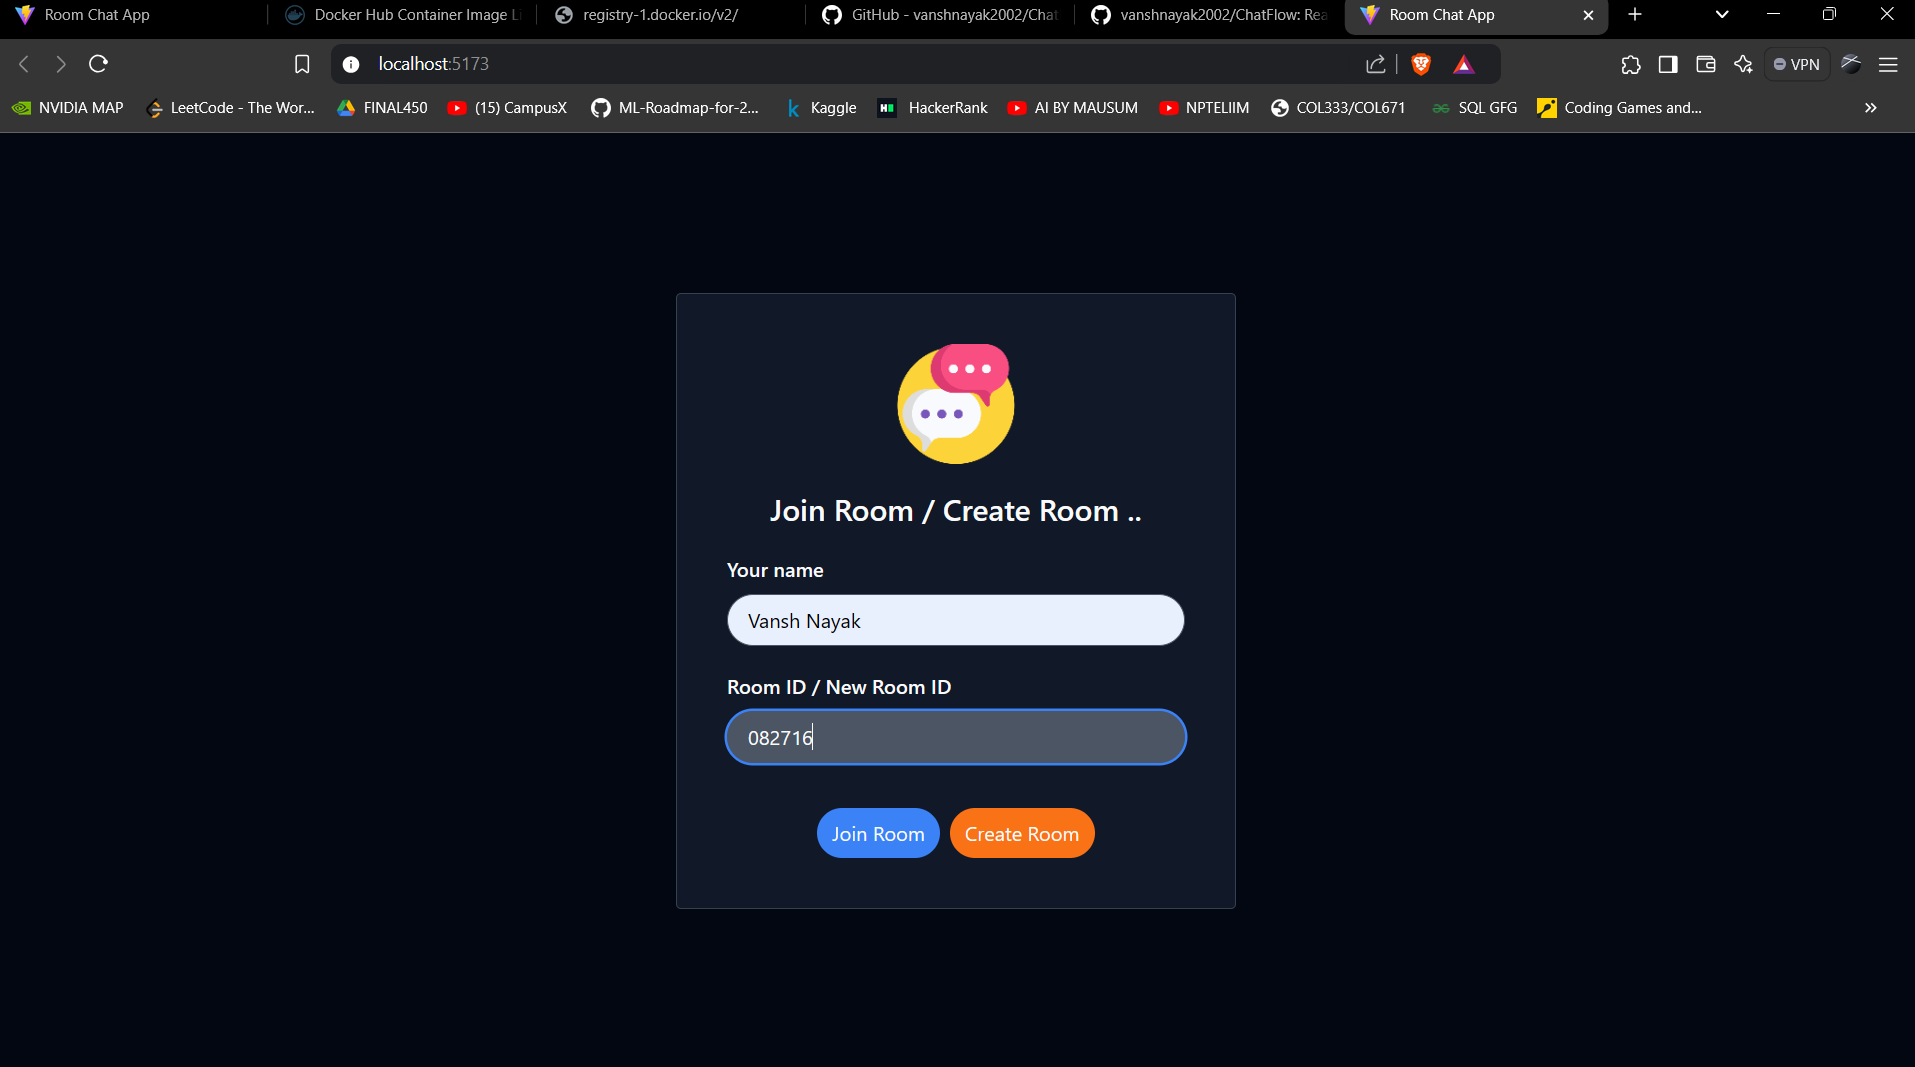 Room Chat App
Docker Hub Container Image Li
registry-1.docker.io/v2/
GitHub - vanshnayak2002/Chat
vanshnayak2002/ChatFlow: Rea
Room Chat App
localhost:5173
VPN
NVIDIA MAP
LeetCode - The Wor...
FINAL450
(15) CampusX
ML-Roadmap-for-2...
Kaggle
HackerRank
AI BY MAUSUM
NPTELIIM
COL333/COL671
SQL GFG
Coding Games and...
Join Room / Create Room ..
Your name
Vansh Nayak
Room ID / New Room ID
082716
Join Room
Create Room